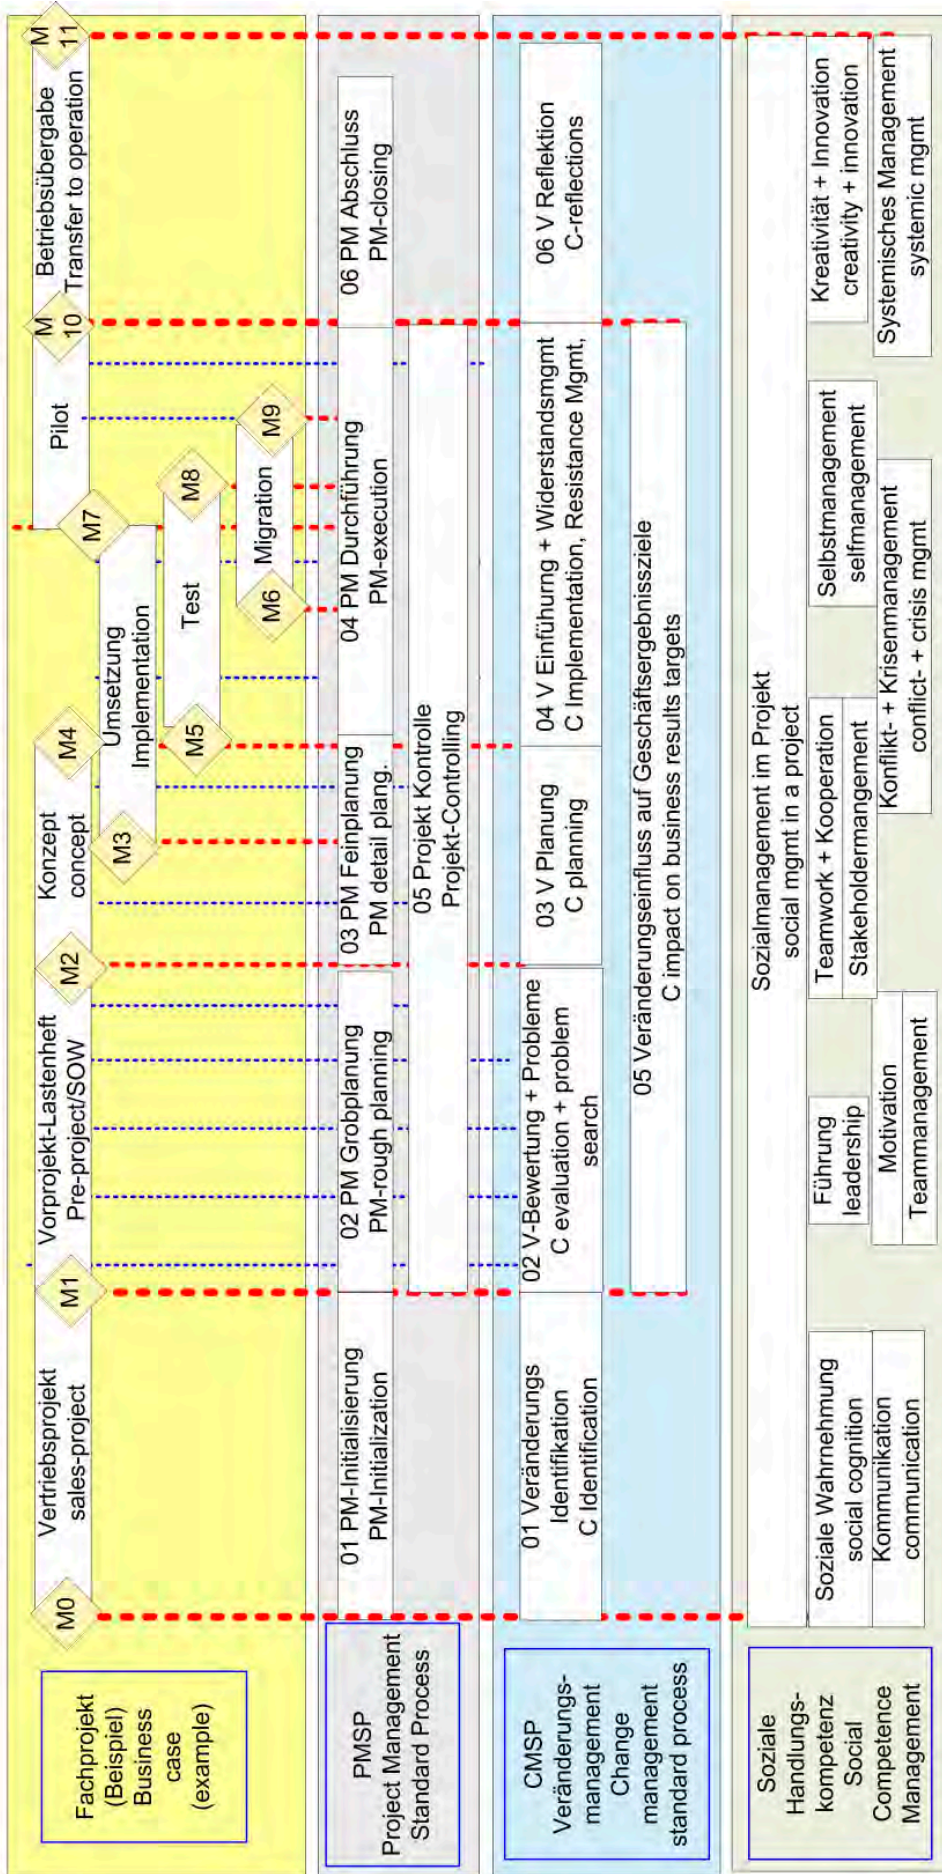 Fachprojekt
(Beispiel)
Business
case
(example)
M0
Vertriebsprojekt
sales-project
M1
Vorprojekt-Lastenheft
Pre-project/SOW
M2
Konzept
concept
M4
M3
Umsetzung
Implementation
M7
M5
Test
M8
M6
Migration
M9
Pilot
M
10
Betriebsübergabe
Transfer to operation
M
11
PMSP
Project Management
Standard Process
01 PM-Initialisierung
PM-Initialization
02 PM Grobplanung
PM-rough planning
03 PM Feinplanung
PM detail plang.
04 PM Durchführung
PM-execution
06 PM Abschluss
PM-closing
05 Projekt Kontrolle
Projekt-Controlling
CMSP
Veränderungs-
management
Change
management
standard process
01 Veränderungs
Identifikation
C Identification
02 V-Bewertung + Probleme
C evaluation + problem
search
03 V Planung
C planning
04 V Einführung + Widerstandsmgmt
C Implementation, Resistance Mgmt,
06 V Reflektion
C-reflections
05 Veränderungseinfluss auf Geschäftsergebissziele
C impact on business results targets
Soziale
Handlungs-
kompetenz
Social
Competence
Management
Sozialmanagement im Projekt
social mgmt in a project
Soziale Wahrnehmung
social cognition
Kommunikation
communication
Führung
leadership
Motivation
Teammanagement
Teamwork + Kooperation
Stakeholdermanagement
Konflikt- + Krisenmanagement
conflict- + crisis mgmt
Selbstmanagement
selfmanagement
Kreativität + Innovation
creativity + innovation
Systemisches Management
systemic mgmt